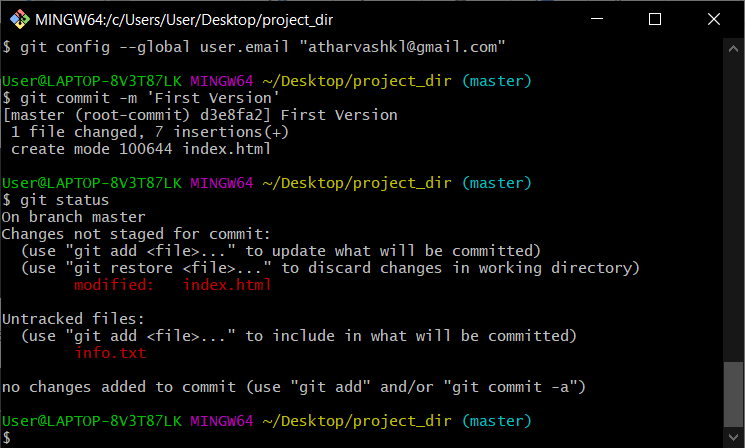 MINGW64:/c/Users/User/Desktop/project_dir
$ git config --global user.email "atharvashkl@gmail.com"
User@LAPTOP-8V3T87LK MINGW64 ~/Desktop/project_dir (master)
$ git commit -m 'First Version'
[master (root-commit) d3e8fa2] First Version
 1 file changed, 7 insertions(+)
 create mode 100644 index.html
User@LAPTOP-8V3T87LK MINGW64 ~/Desktop/project_dir (master)
$ git status
On branch master
Changes not staged for commit:
  (use "git add <file>..." to update what will be committed)
  (use "git restore <file>..." to discard changes in working directory)
        modified:   index.html
Untracked files:
  (use "git add <file>..." to include in what will be committed)
        info.txt
no changes added to commit (use "git add" and/or "git commit -a")
User@LAPTOP-8V3T87LK MINGW64 ~/Desktop/project_dir (master)
$